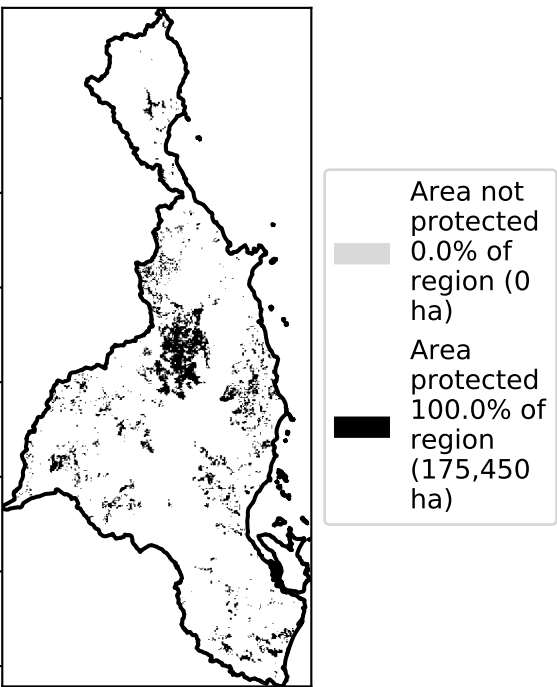 Area not
protected
0.0% of
region (0
ha)
Area
protected
100.0% of
region
(175,450
ha)